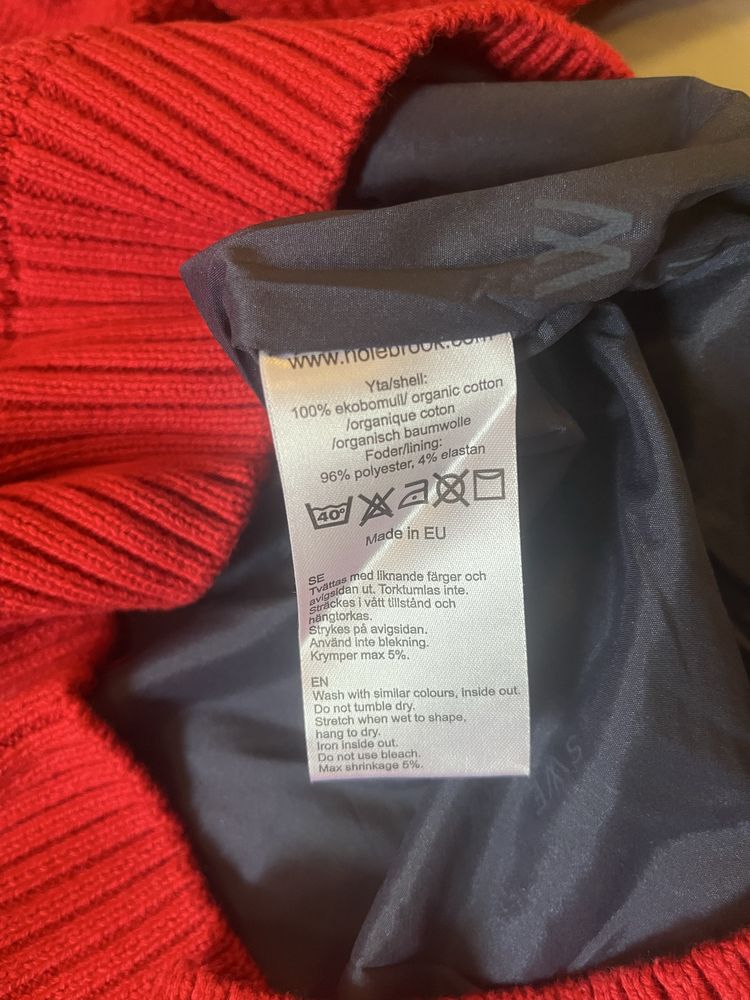 www.holebrook.com
Yta/shell:
100% ekobomull/ organic cotton
/organique coton
/organisch baumwolle
Foder/lining:
96% polyester, 4% elastan
40°
Made in EU
SE
Tvättas med liknande färger och
avigsidan ut. Torktumlas inte.
Sträckes i vått tillstånd och
hängtorkas.
Strykes på avigsidan.
Använd inte blekning.
Krymper max 5%.
EN
Wash with similar colours, inside out.
Do not tumble dry.
Stretch when wet to shape,
hang to dry.
Iron inside out.
Do not use bleach.
Max shrinkage 5%.